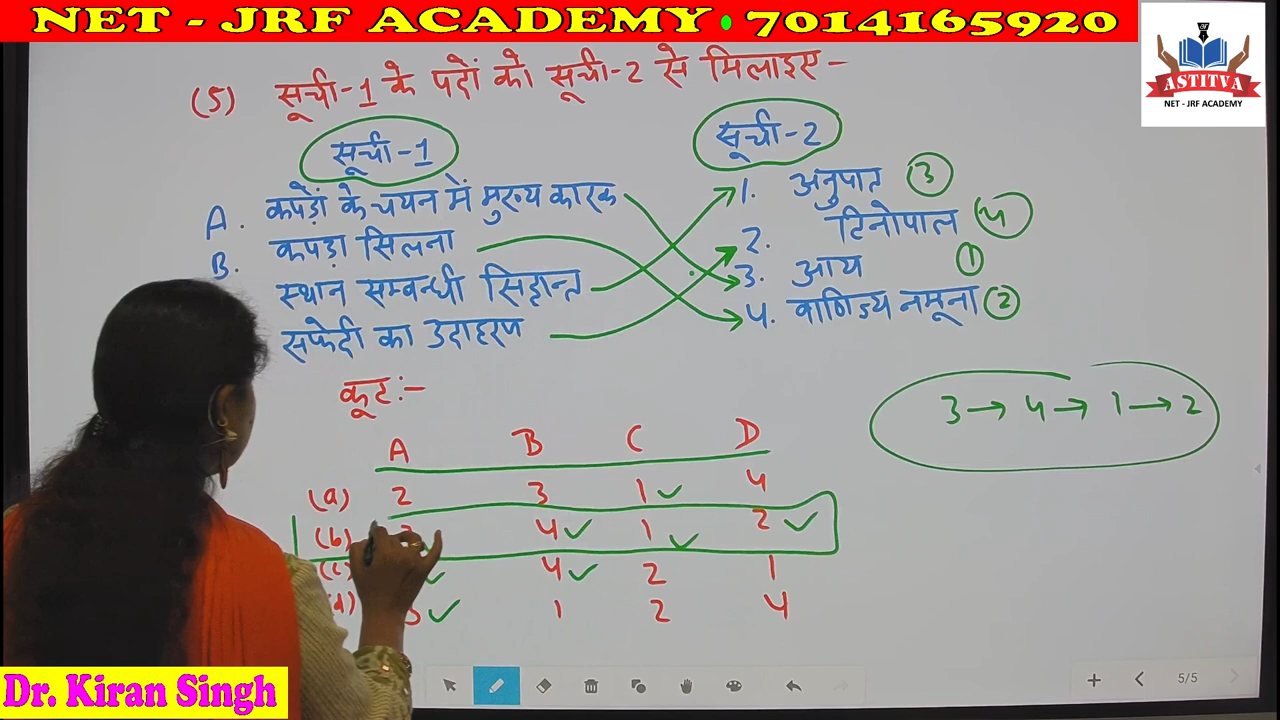 NET - JRF ACADEMY • 7014165920
ASTITVA
NET - JRF ACADEMY
(5) सूची-1 के पदों को सूची-2 से मिलाइए -
सूची-1 सूची-2
A. कपड़ों के चयन में मुख्य कारक 1. अनुपात ③
B. कपड़ा सिलना 2. टिनोपाल ④
स्थान सम्बन्धी सिद्दान्त 3. आय ①
सफेदी का उदाहरण 4. वाणिज्य नमूना ②
कूट:-
3 → 4 → 1 → 2
A B C D
(a) 2 3 1 ✓ 4
(b) 4 ✓ 1 ✓ 2 ✓
(c) ✓ 4 ✓ 2 1
(d) 3 ✓ 1 2 4
Dr. Kiran Singh
5/5